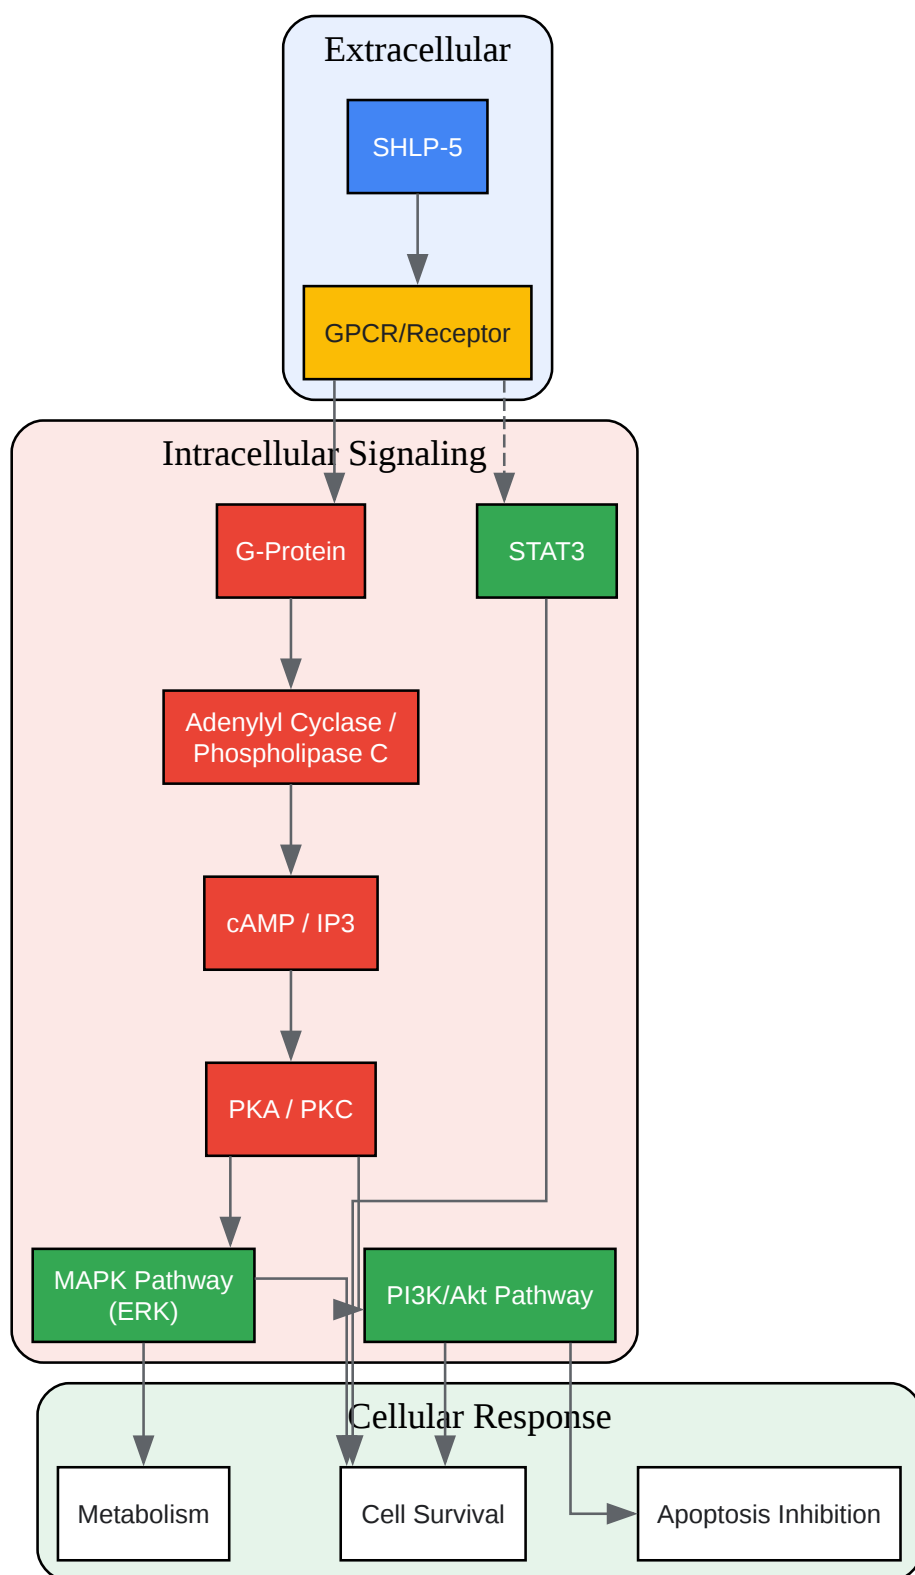 Extracellular
SHLP-5
GPCR/Receptor
Intracellular Signaling
G-Protein
STAT3
Adenylyl Cyclase /
Phospholipase C
cAMP / IP3
PKA / PKC
MAPK Pathway
(ERK)
PI3K/Akt Pathway
Cellular Response
Metabolism
Cell Survival
Apoptosis Inhibition